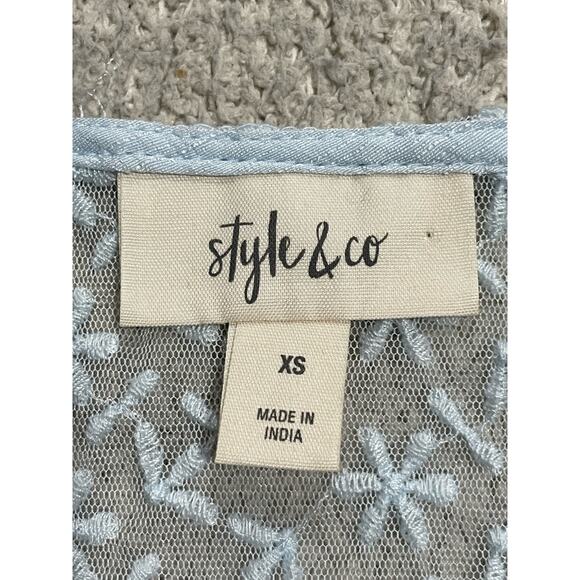 style & co
XS
MADE IN
INDIA